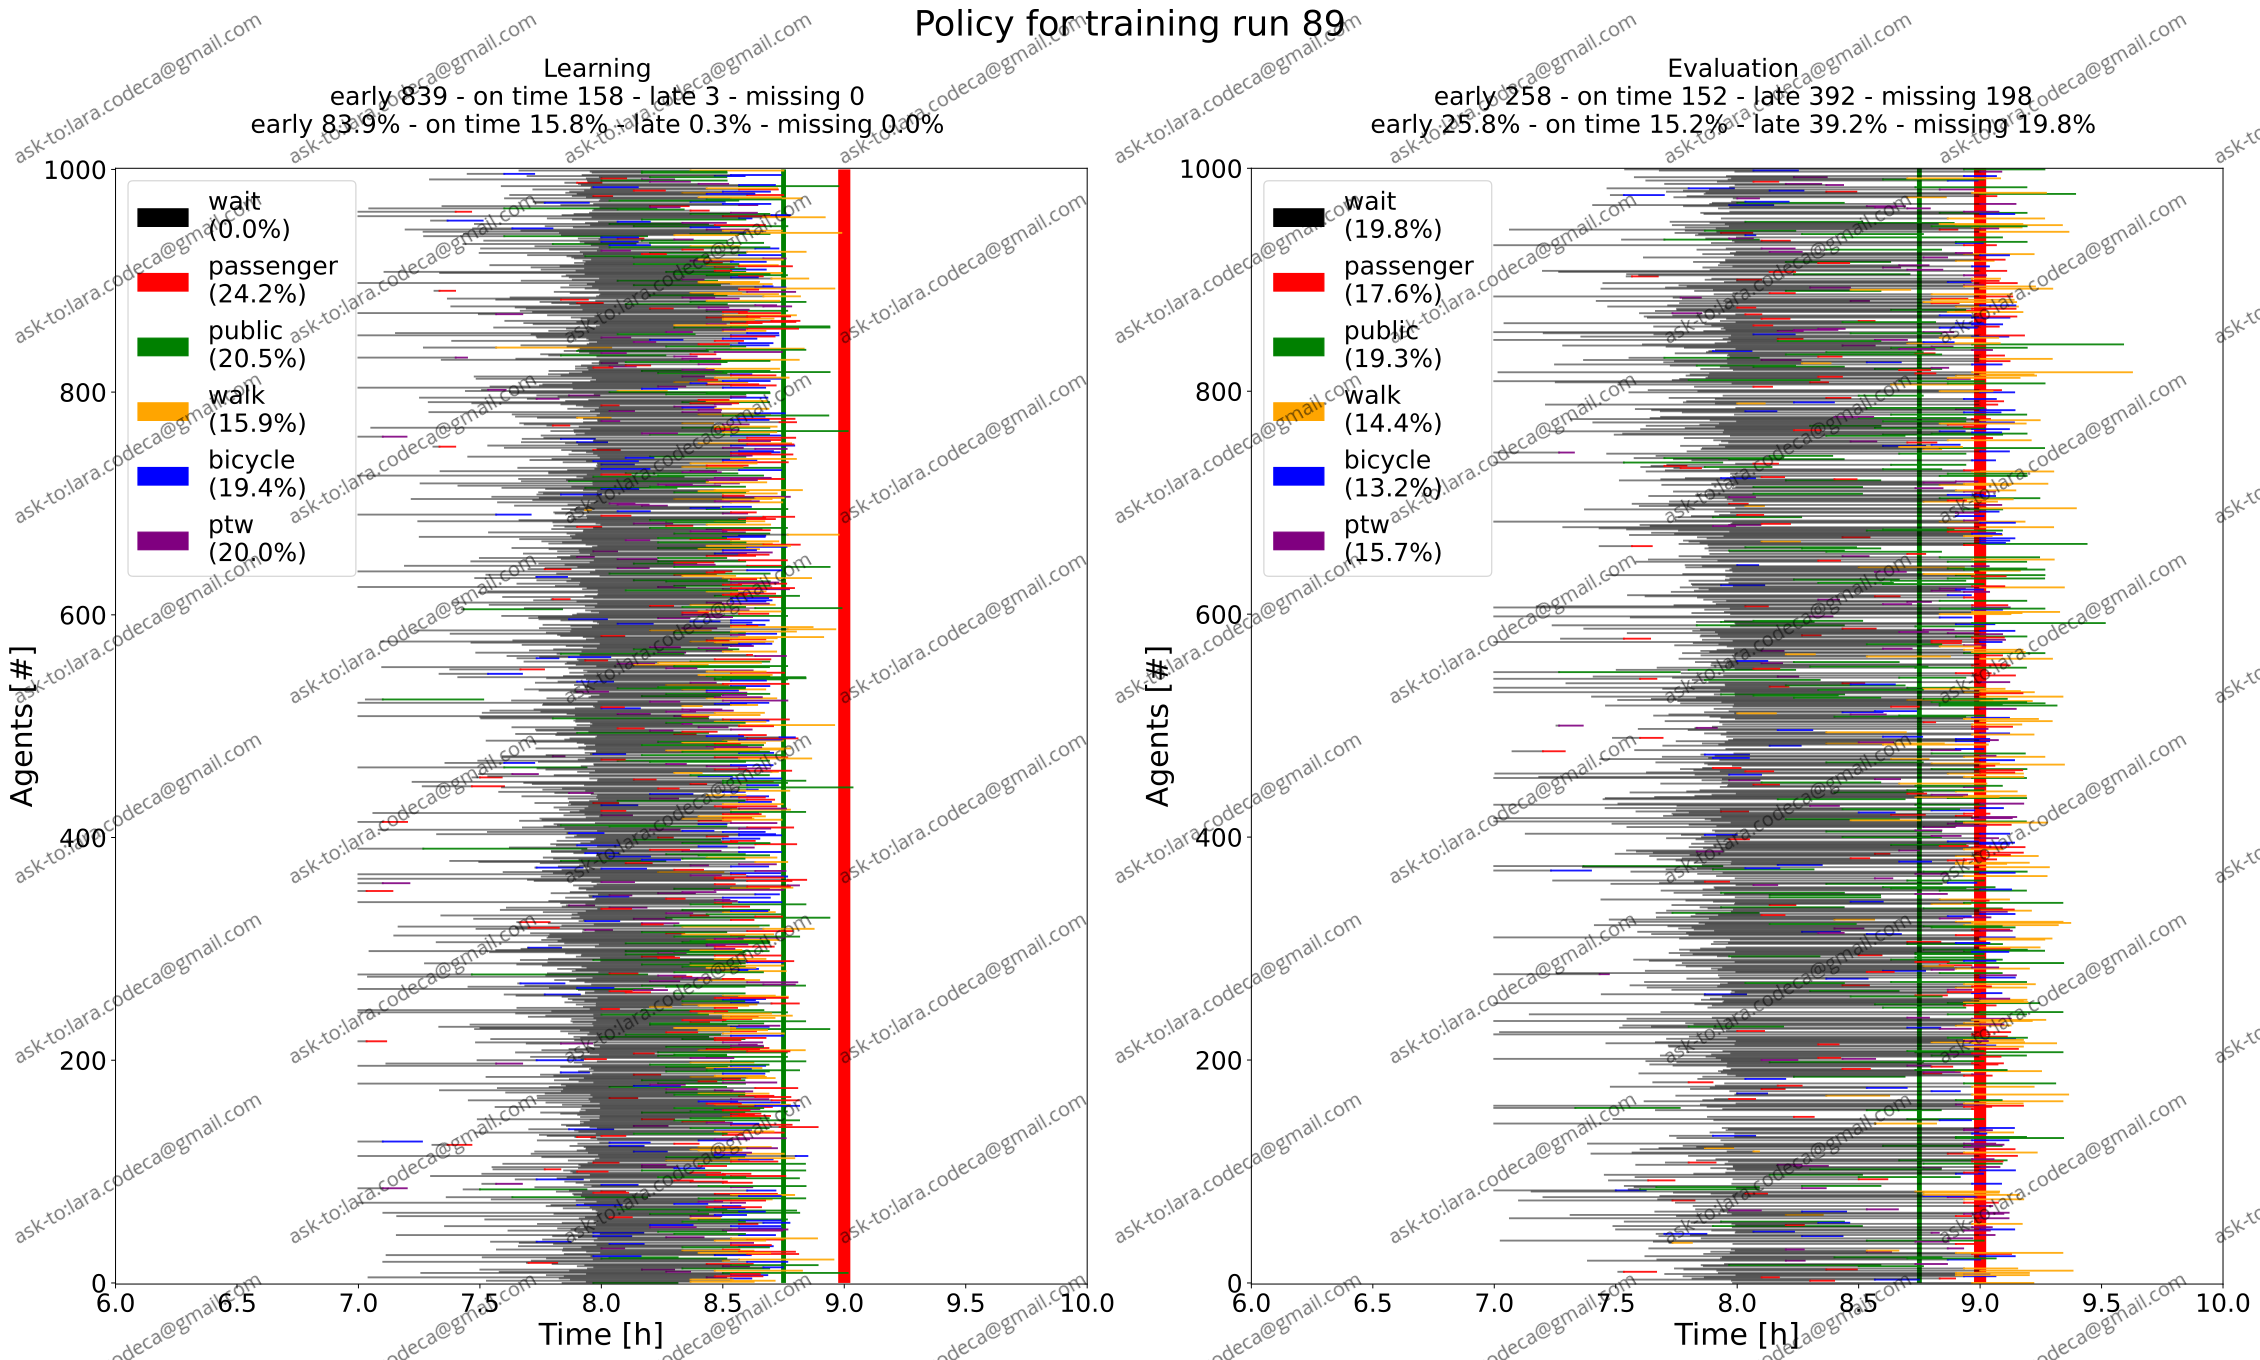 Policy for training run 89
Learning
early 839 - on time 158 - late 3 - missing 0
early 83.9% - on time 15.8% - late 0.3% - missing 0.0%
Agents [#]
1000
800
600
400
200
0
wait
(0.0%)
passenger
(24.2%)
public
(20.5%)
walk
(15.9%)
bicycle
(19.4%)
ptw
(20.0%)
6.0 6.5 7.0 7.5 8.0 8.5 9.0 9.5 10.0
Time [h]
Evaluation
early 258 - on time 152 - late 392 - missing 198
early 25.8% - on time 15.2% - late 39.2% - missing 19.8%
Agents [#]
1000
800
600
400
200
0
wait
(19.8%)
passenger
(17.6%)
public
(19.3%)
walk
(14.4%)
bicycle
(13.2%)
ptw
(15.7%)
6.0 6.5 7.0 7.5 8.0 8.5 9.0 9.5 10.0
Time [h]
ask-to:lara.codeca@gmail.com